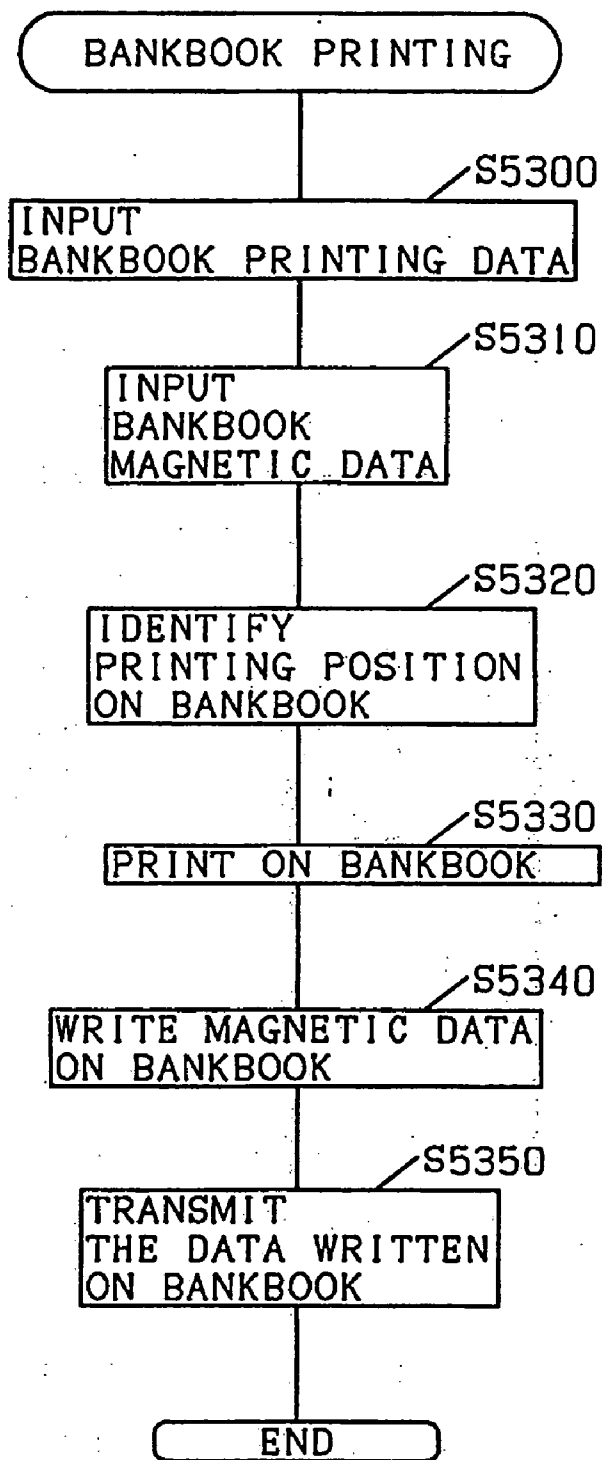 BANKBOOK PRINTING
S5300
INPUT
BANKBOOK PRINTING DATA
S5310
INPUT
BANKBOOK
MAGNETIC DATA
S5320
IDENTIFY
PRINTING POSITION
ON BANKBOOK
S5330
PRINT ON BANKBOOK
S5340
WRITE MAGNETIC DATA
ON BANKBOOK
S5350
TRANSMIT
THE DATA WRITTEN
ON BANKBOOK
END